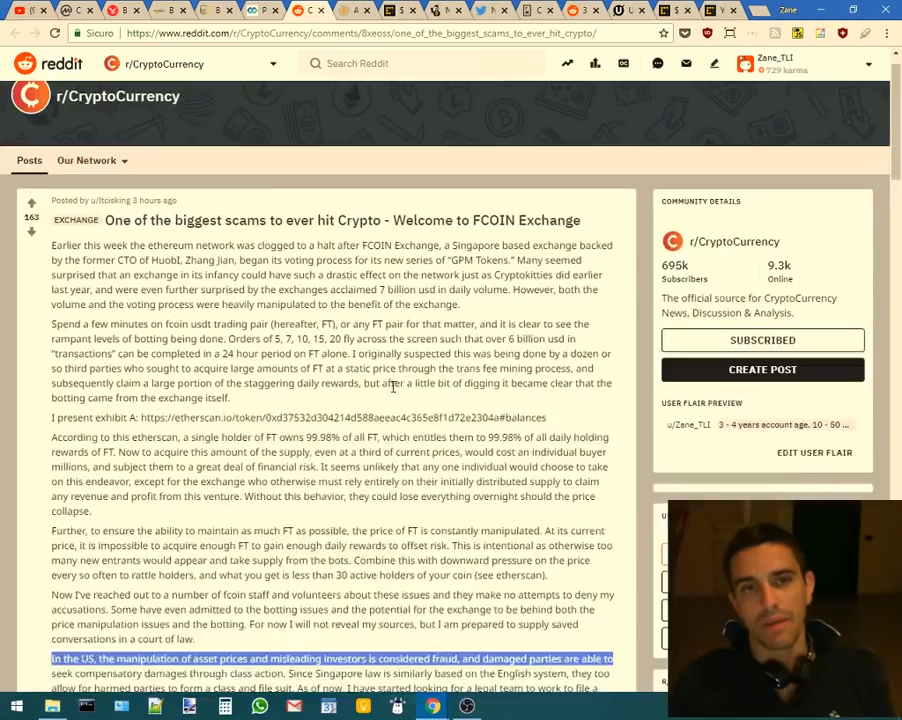 Zane
Sicuro
https://www.reddit.com/r/CryptoCurrency/comments/8xeoss/one_of_the_biggest_scams_to_ever_hit_crypto/
reddit
r/CryptoCurrency
Search Reddit
Zane_TLI
729 karma
r/CryptoCurrency
Posts
Our Network
Posted by u/ltcisking 3 hours ago
163
EXCHANGE One of the biggest scams to ever hit Crypto - Welcome to FCOIN Exchange
Earlier this week the ethereum network was clogged to a halt after FCOIN Exchange, a Singapore based exchange backed
by the former CTO of HuobI, Zhang Jian, began its voting process for its new series of “GPM Tokens.” Many seemed
surprised that an exchange in its infancy could have such a drastic effect on the network just as Cryptokitties did earlier
last year, and were even further surprised by the exchanges acclaimed 7 billion usd in daily volume. However, both the
volume and the voting process were heavily manipulated to the benefit of the exchange.
Spend a few minutes on fcoin usdt trading pair (hereafter, FT), or any FT pair for that matter, and it is clear to see the
rampant levels of botting being done. Orders of 5, 7, 10, 15, 20 fly across the screen such that over 6 billion usd in
“transactions” can be completed in a 24 hour period on FT alone. I originally suspected this was being done by a dozen or
so third parties who sought to acquire large amounts of FT at a static price through the trans fee mining process, and
subsequently claim a large portion of the staggering daily rewards, but after a little bit of digging it became clear that the
botting came from the exchange itself.
I present exhibit A: https://etherscan.io/token/0xd37532d304214d588aeeac4c365e8f1d72e2304a#balances
According to this etherscan, a single holder of FT owns 99.98% of all FT, which entitles them to 99.98% of all daily holding
rewards of FT. Now to acquire this amount of the supply, even at a third of current prices, would cost an individual buyer
millions, and subject them to a great deal of financial risk. It seems unlikely that any one individual would choose to take
on this endeavor, except for the exchange who otherwise must rely entirely on their initially distributed supply to claim
any revenue and profit from this venture. Without this behavior, they could lose everything overnight should the price
collapse.
Further, to ensure the ability to maintain as much FT as possible, the price of FT is constantly manipulated. At its current
price, it is impossible to acquire enough FT to gain enough daily rewards to offset risk. This is intentional as otherwise too
many new entrants would appear and take supply from the bots. Combine this with downward pressure on the price
every so often to rattle holders, and what you get is less than 30 active holders of your coin (see etherscan).
Now I’ve reached out to a number of fcoin staff and volunteers about these issues and they make no attempts to deny my
accusations. Some have even admitted to the botting issues and the potential for the exchange to be behind both the
price manipulation issues and the botting. For now I will not reveal my sources, but I am prepared to supply saved
conversations in a court of law.
In the US, the manipulation of asset prices and misleading investors is considered fraud, and damaged parties are able to
seek compensatory damages through class action. Since Singapore law is similarly based on the English system, they too
allow for harmed parties to form a class and file suit. As of now, I have started looking for a legal team to work to file a
COMMUNITY DETAILS
r/CryptoCurrency
695k
9.3k
Subscribers
Online
The official source for CryptoCurrency
News, Discussion & Analysis.
SUBSCRIBED
CREATE POST
USER FLAIR PREVIEW
u/Zane_TLI
3 - 4 years account age. 10 - 50 ...
EDIT USER FLAIR